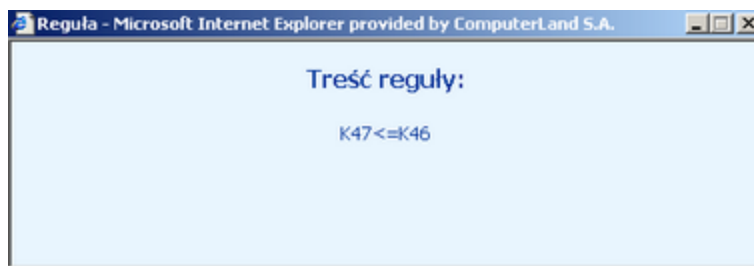 Reguła - Microsoft Internet Explorer provided by ComputerLand S.A.
Treść reguły:
K47<=K46